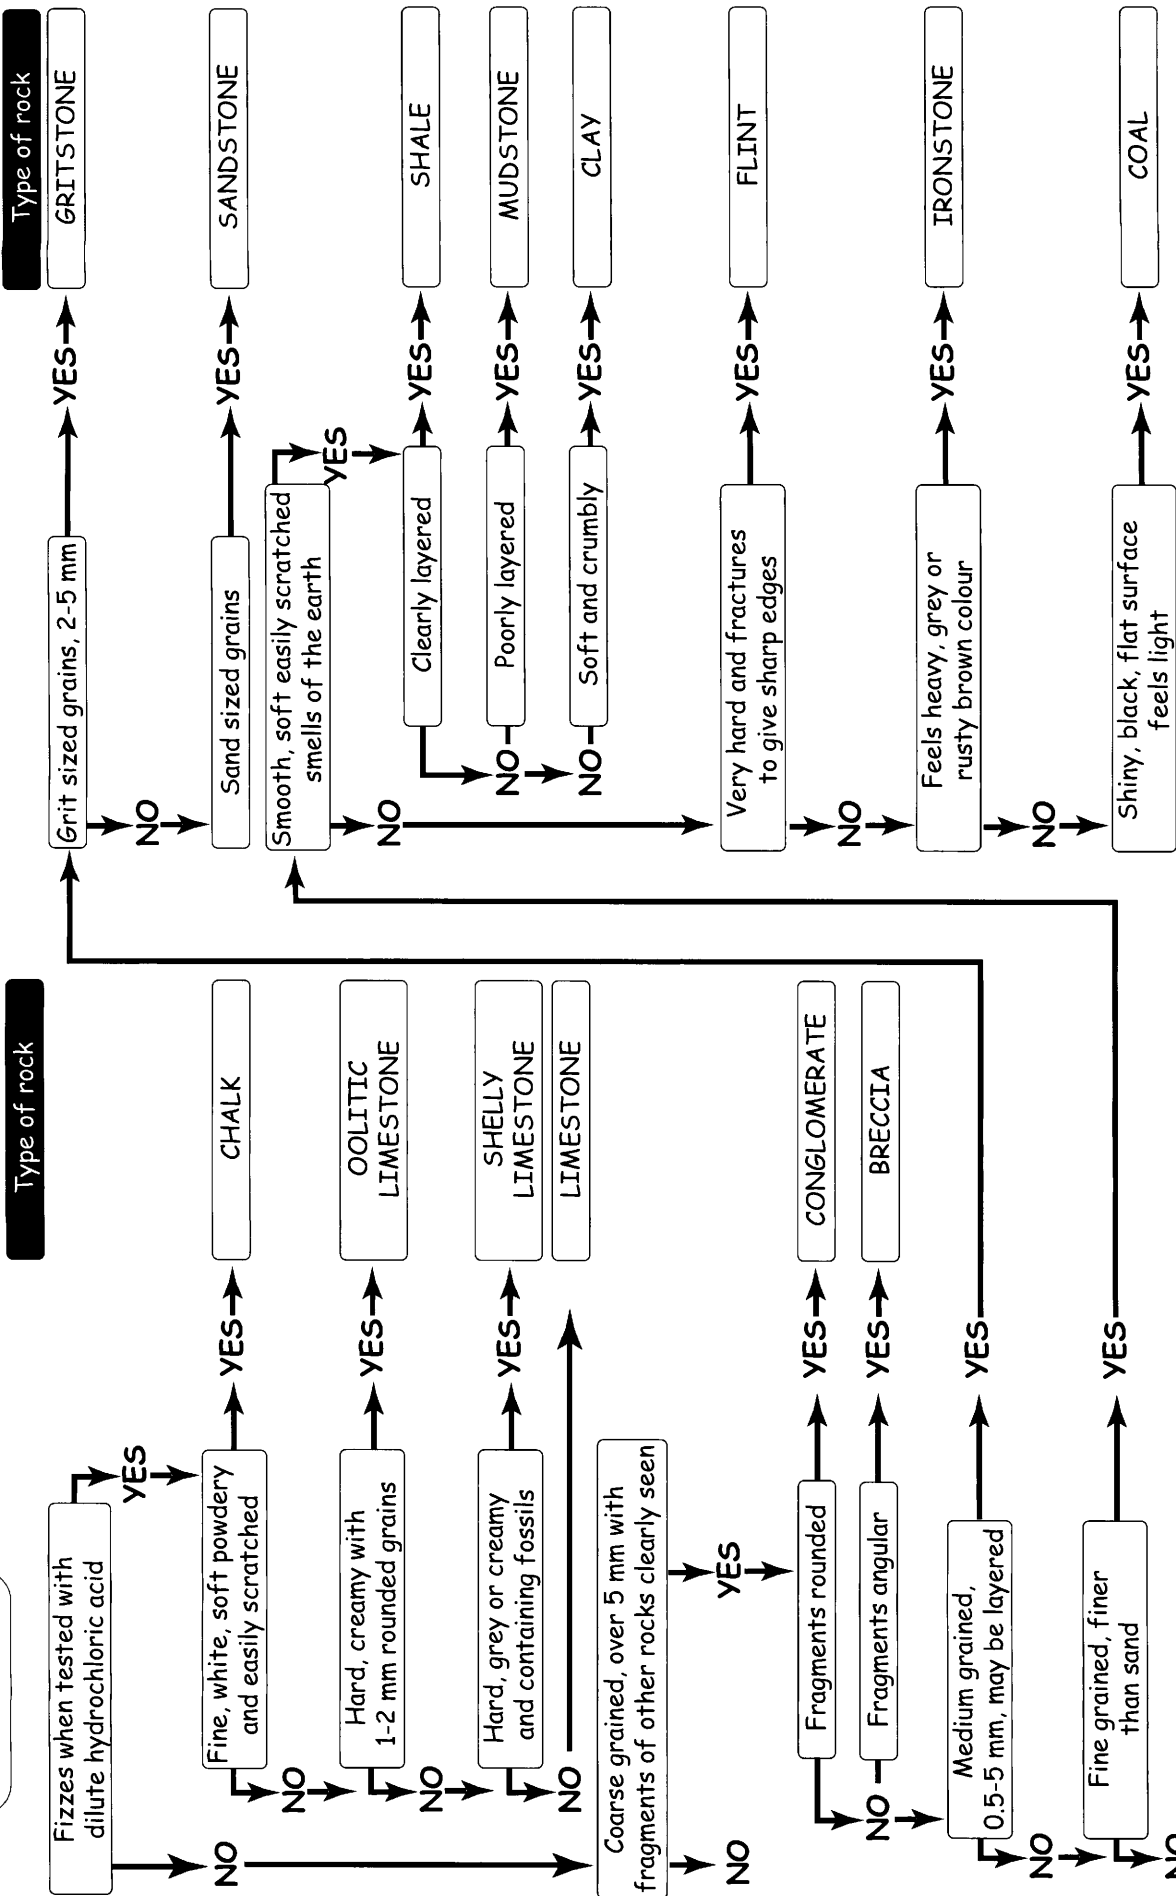 Type of rock
Fizzes when tested with
dilute hydrochloric acid
YES
NO
Fine, white, soft powdery
and easily scratched
YES
CHALK
NO
Hard, creamy with
1-2 mm rounded grains
YES
OOLITIC
LIMESTONE
NO
Hard, grey or creamy
and containing fossils
YES
SHELLY
LIMESTONE
NO
LIMESTONE
Coarse grained, over 5 mm with
fragments of other rocks clearly seen
YES
NO
Fragments rounded
YES
CONGLOMERATE
NO
Fragments angular
YES
BRECCIA
Medium grained,
0.5-5 mm, may be layered
YES
NO
Fine grained, finer
than sand
YES
NO
Type of rock
Grit sized grains, 2-5 mm
YES
GRITSTONE
NO
Sand sized grains
YES
SANDSTONE
Smooth, soft easily scratched
smells of the earth
YES
NO
Clearly layered
YES
SHALE
NO
Poorly layered
YES
MUDSTONE
NO
Soft and crumbly
YES
CLAY
Very hard and fractures
to give sharp edges
YES
FLINT
NO
Feels heavy, grey or
rusty brown colour
YES
IRONSTONE
NO
Shiny, black, flat surface
feels light
YES
COAL